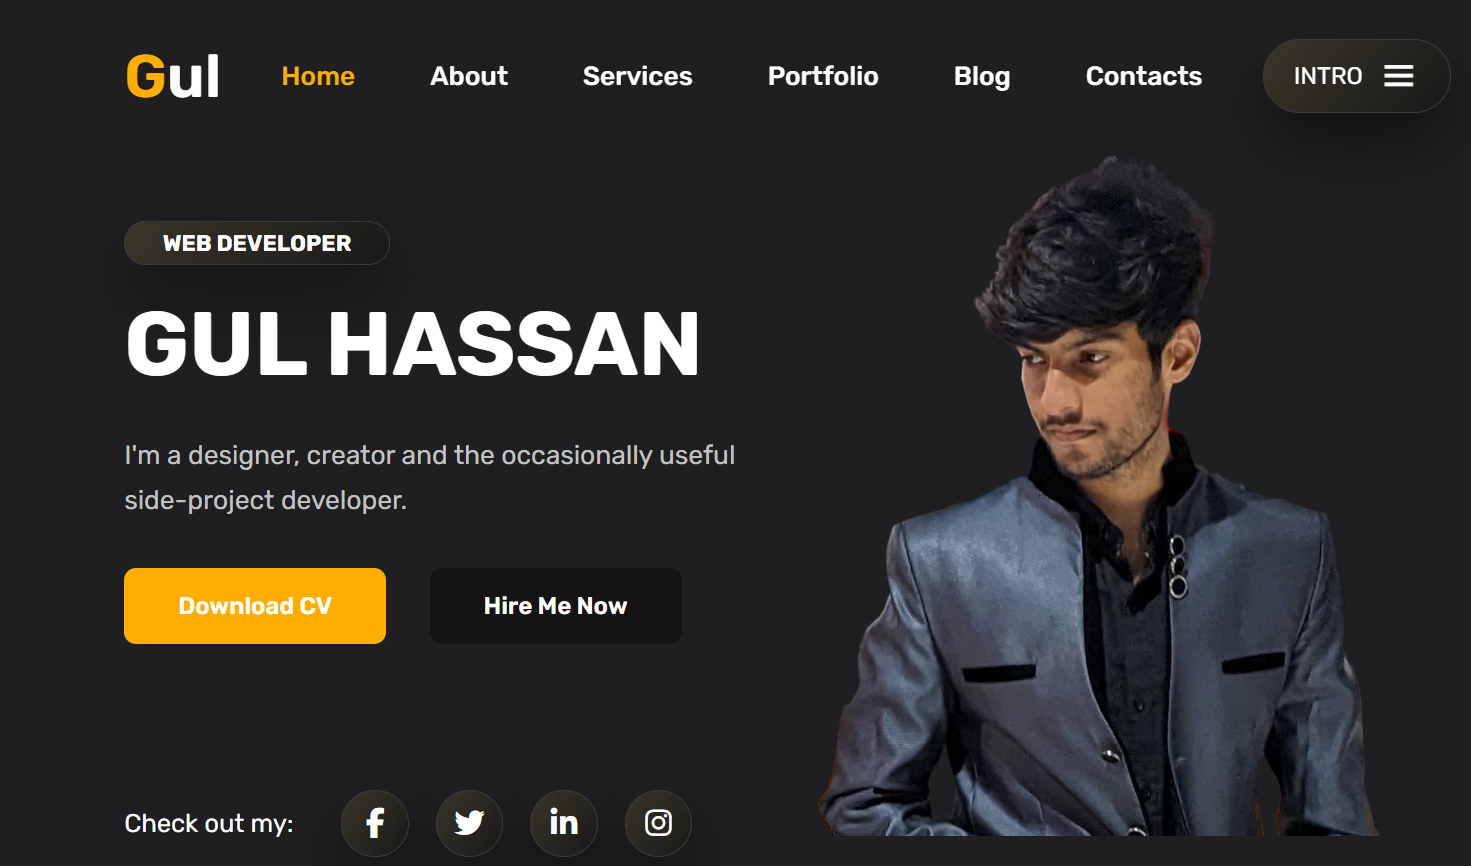 Gul Home About Services Portfolio Blog Contacts INTRO
WEB DEVELOPER
GUL HASSAN
I'm a designer, creator and the occasionally useful
side-project developer.
Download CV Hire Me Now
Check out my: